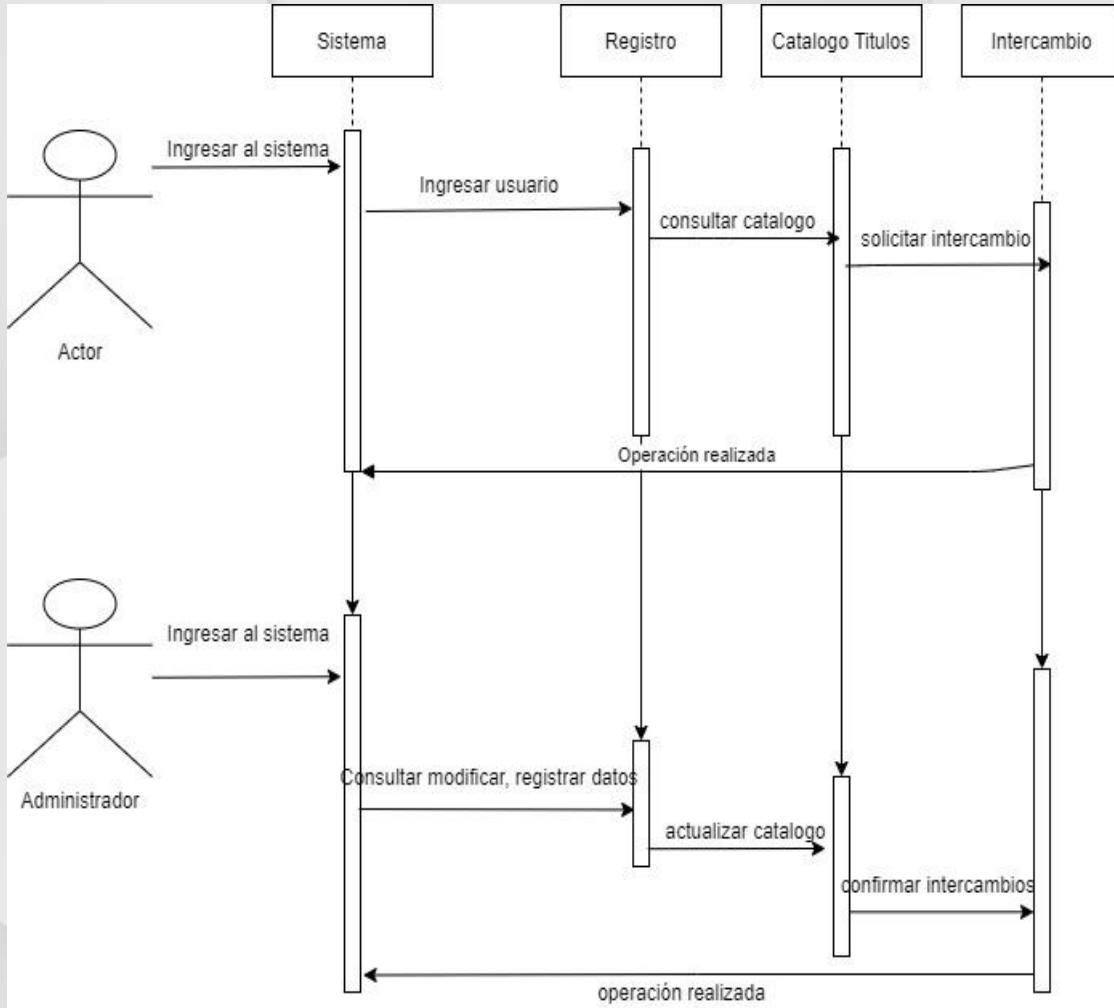 Sistema
Registro
Catalogo Titulos
Intercambio
Ingresar al sistema
Ingresar usuario
consultar catalogo
solicitar intercambio
Actor
Operación realizada
Ingresar al sistema
Consultar modificar, registrar datos
Administrador
actualizar catalogo
confirmar intercambios
operación realizada